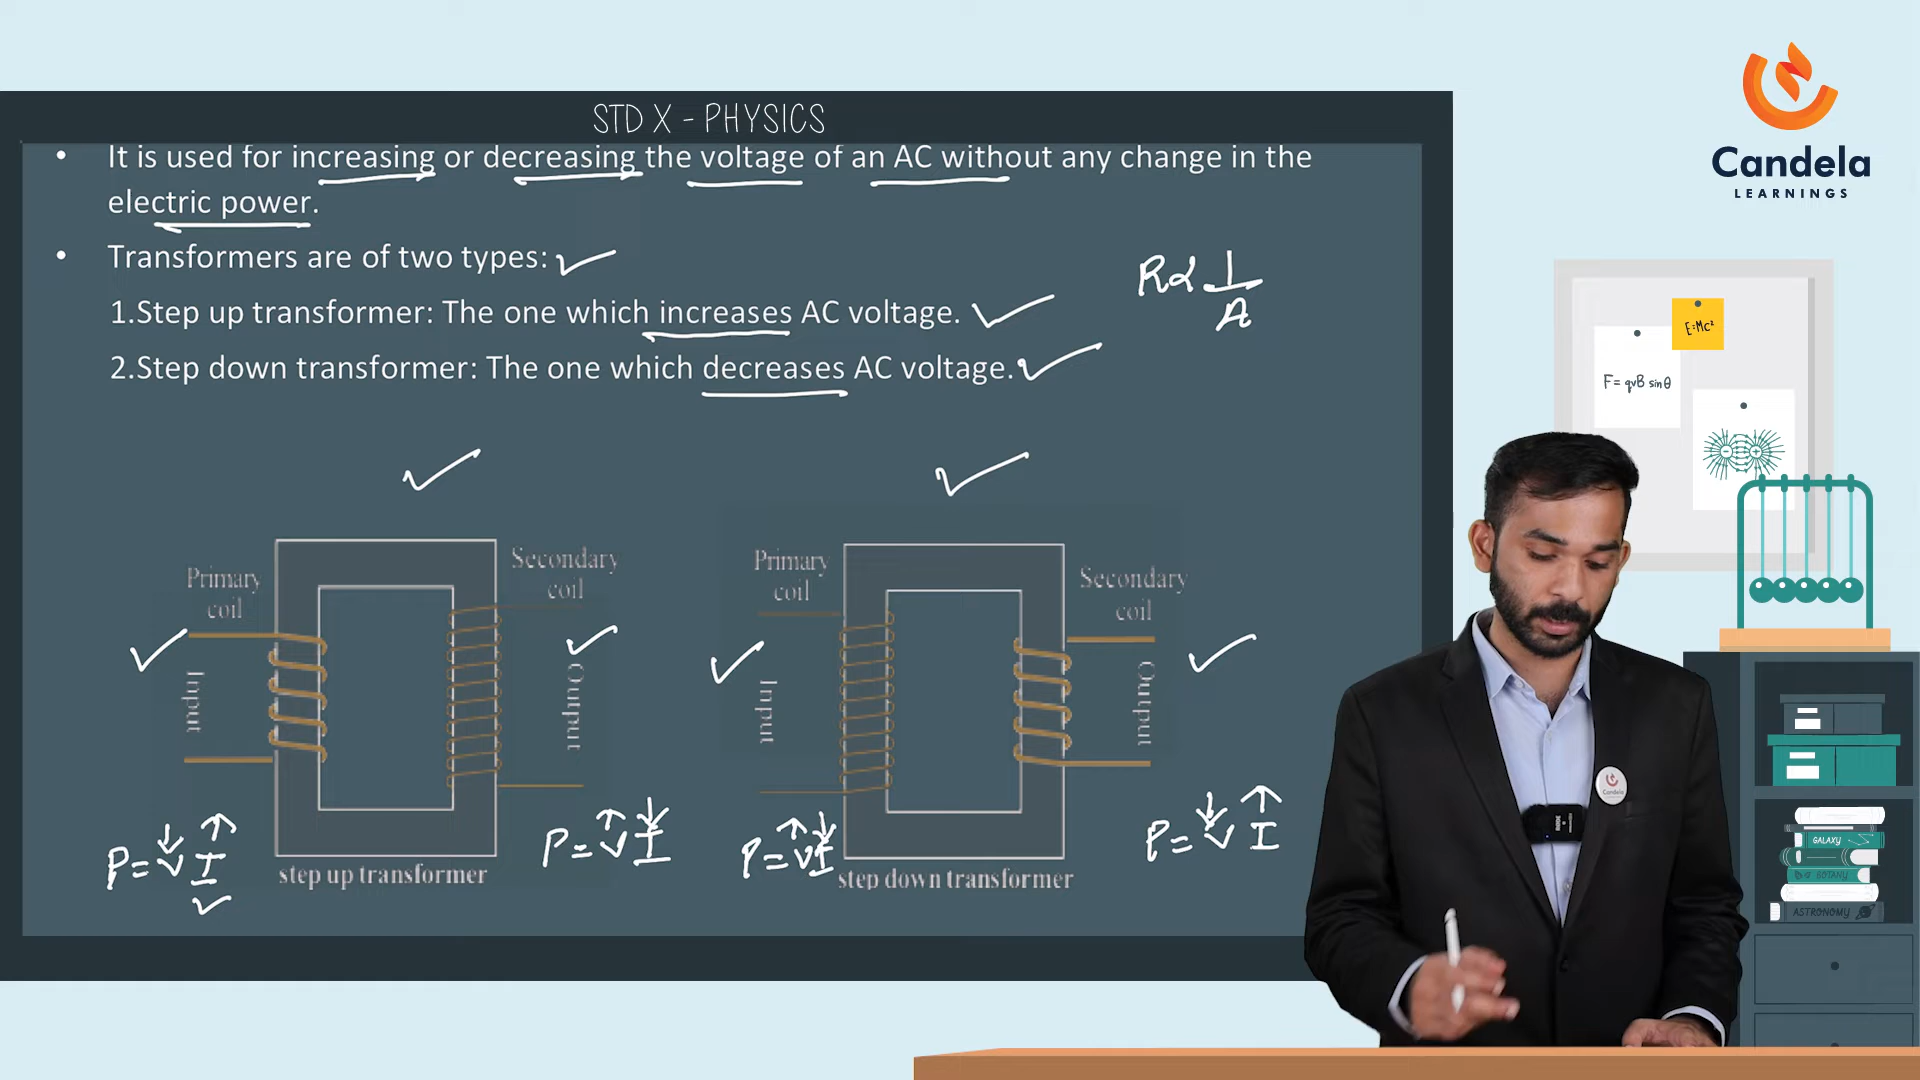 STD X - PHYSICS
• It is used for increasing or decreasing the voltage of an AC without any change in the
electric power.
• Transformers are of two types:
1.Step up transformer: The one which increases AC voltage.
2.Step down transformer: The one which decreases AC voltage.
R∝ 1/A
Primary
coil
Secondary
coil
Input
Output
P = V I
P = V I
step up transformer
Primary
coil
Secondary
coil
Input
Output
P = V I
P = V I
step down transformer
Candela
LEARNINGS
E=Mc²
F= qvB sinθ
Candela
GALAXY
BOTANY
ASTRONOMY